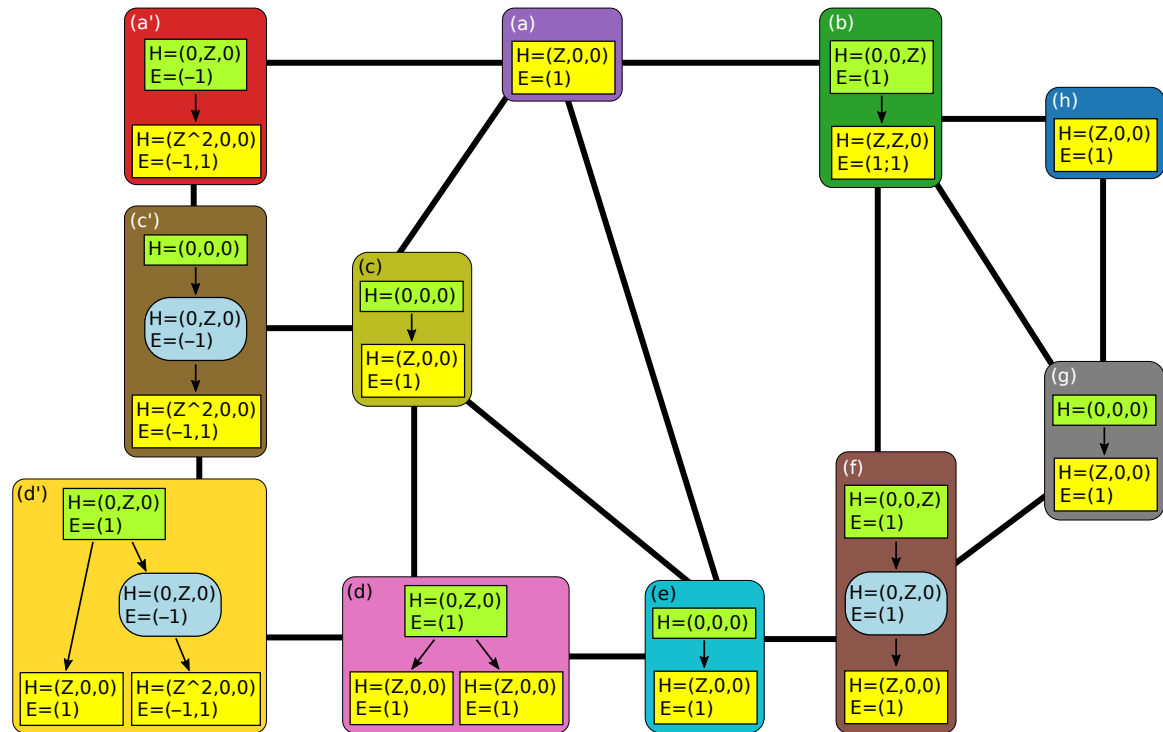 (a')
H=(0,Z,0)
E=(–1)
H=(Z^2,0,0)
E=(–1,1)
(a)
H=(Z,0,0)
E=(1)
(b)
H=(0,0,Z)
E=(1)
H=(Z,Z,0)
E=(1;1)
(h)
H=(Z,0,0)
E=(1)
(c')
H=(0,0,0)
H=(0,Z,0)
E=(–1)
H=(Z^2,0,0)
E=(–1,1)
(c)
H=(0,0,0)
H=(Z,0,0)
E=(1)
(g)
H=(0,0,0)
H=(Z,0,0)
E=(1)
(d')
H=(0,Z,0)
E=(1)
H=(0,Z,0)
E=(–1)
H=(Z,0,0)
E=(1)
H=(Z^2,0,0)
E=(–1,1)
(d)
H=(0,Z,0)
E=(1)
H=(Z,0,0)
E=(1)
H=(Z,0,0)
E=(1)
(e)
H=(0,0,0)
H=(Z,0,0)
E=(1)
(f)
H=(0,0,Z)
E=(1)
H=(0,Z,0)
E=(1)
H=(Z,0,0)
E=(1)